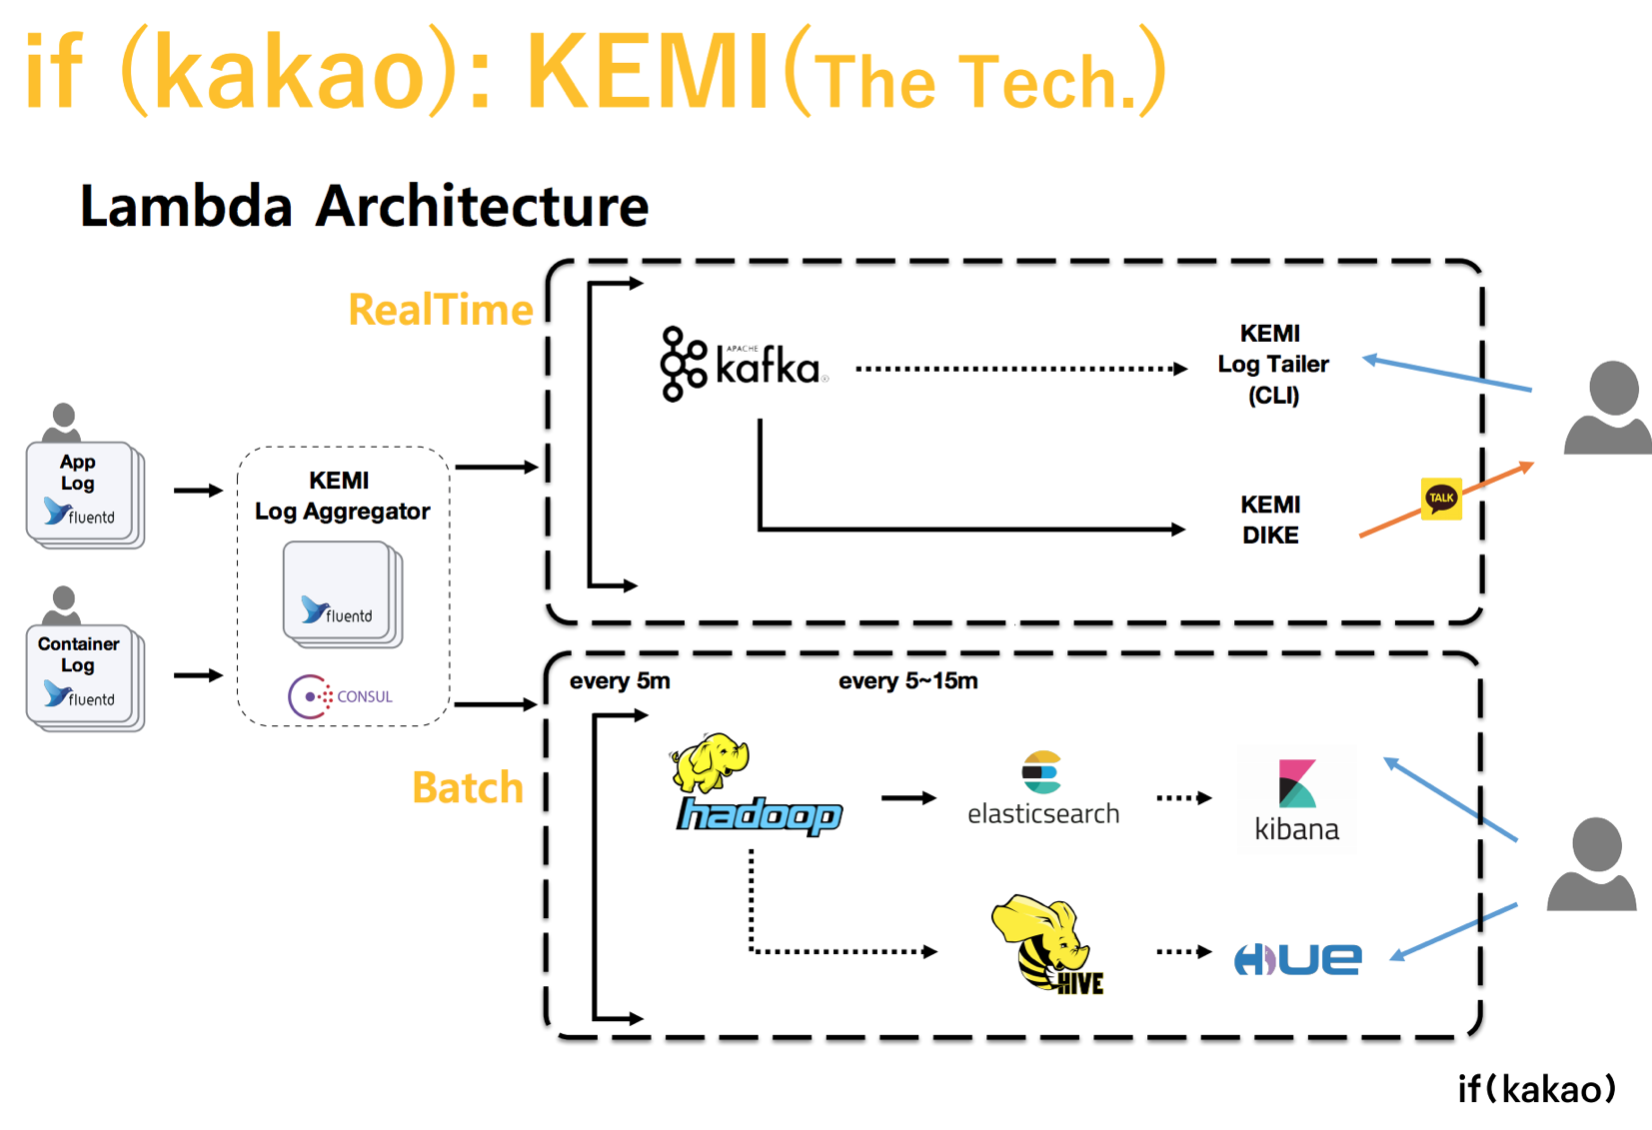 if (kakao): KEMI(The Tech.)
Lambda Architecture
RealTime
APACHE
kafka®
KEMI
Log Tailer
(CLI)
KEMI
DIKE
TALK
App
Log
fluentd
Container
Log
fluentd
KEMI
Log Aggregator
fluentd
CONSUL
Batch
every 5m
every 5~15m
hadoop
elasticsearch
kibana
HIVE
HUE
if(kakao)